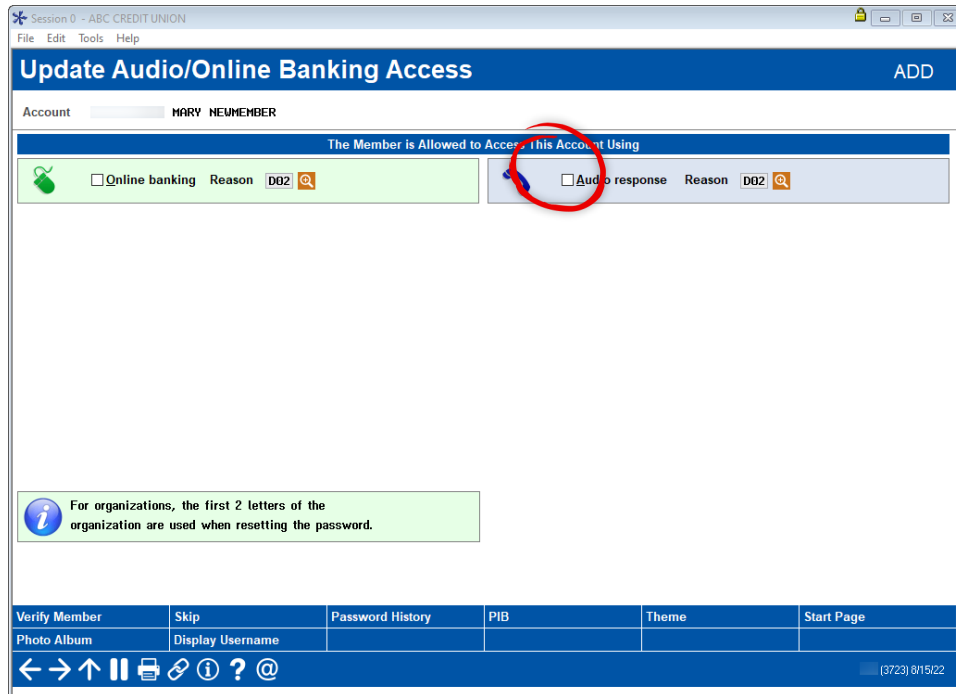 Session 0 - ABC CREDIT UNION
File Edit Tools Help
Update Audio/Online Banking Access ADD
Account MARY NEWMEMBER
The Member is Allowed to Access This Account Using
Online banking Reason D02 Audio response Reason D02
For organizations, the first 2 letters of the
organization are used when resetting the password.
Verify Member Skip Password History PIB Theme Start Page
Photo Album Display Username
(3723) 8/15/22